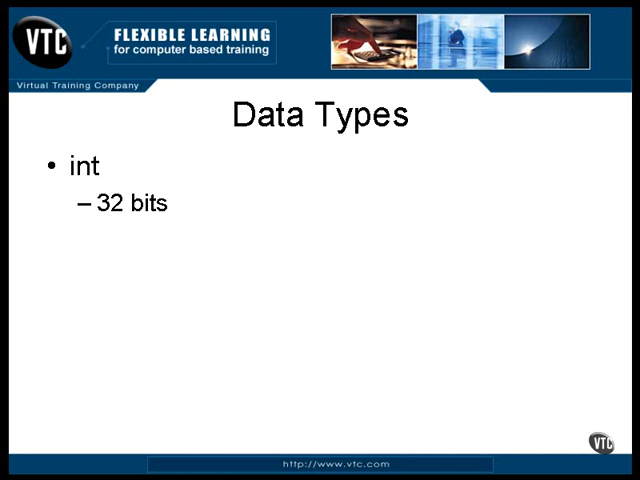 VTC
FLEXIBLE LEARNING
for computer based training
Virtual Training Company
Data Types
• int
– 32 bits
VTC
http://www.vtc.com